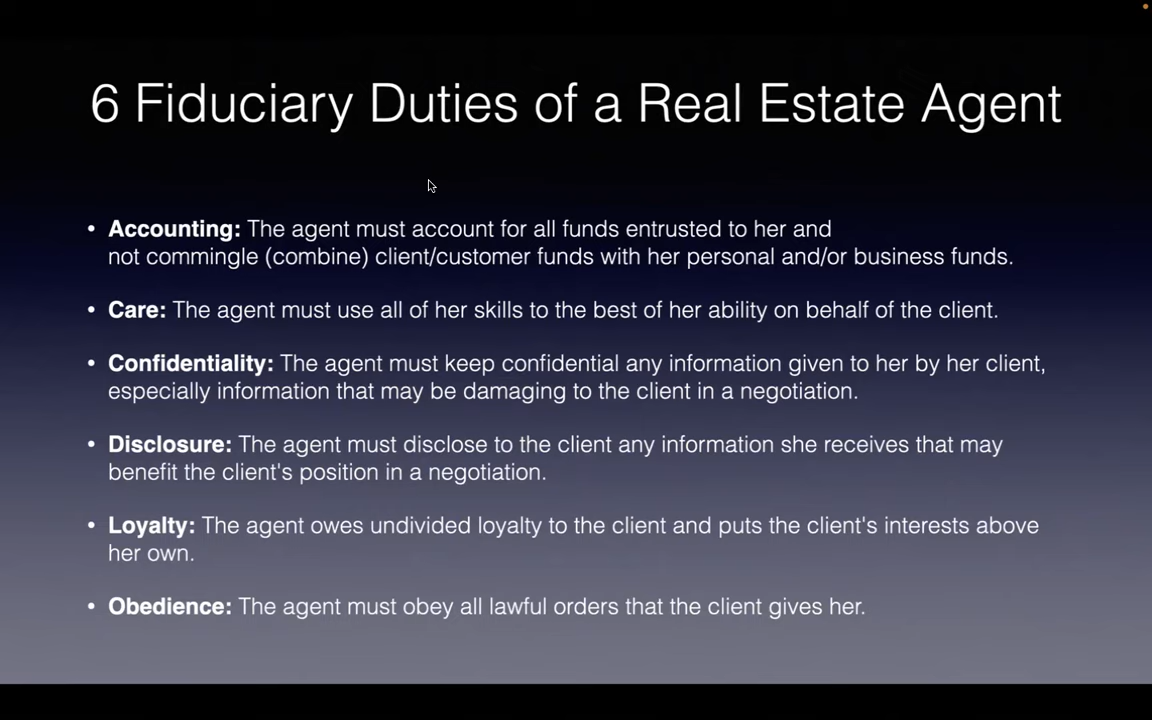 6 Fiduciary Duties of a Real Estate Agent
• Accounting: The agent must account for all funds entrusted to her and
not commingle (combine) client/customer funds with her personal and/or business funds.
• Care: The agent must use all of her skills to the best of her ability on behalf of the client.
• Confidentiality: The agent must keep confidential any information given to her by her client,
especially information that may be damaging to the client in a negotiation.
• Disclosure: The agent must disclose to the client any information she receives that may
benefit the client's position in a negotiation.
• Loyalty: The agent owes undivided loyalty to the client and puts the client's interests above
her own.
• Obedience: The agent must obey all lawful orders that the client gives her.